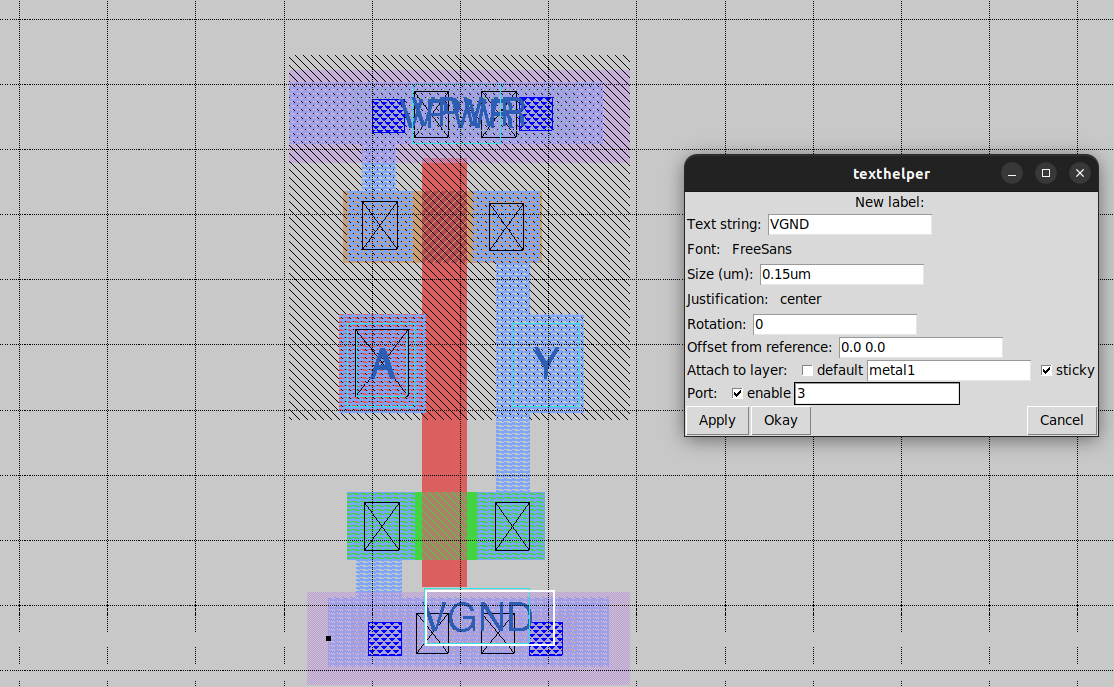 texthelper
New label:
Text string: VGND
Font: FreeSans
Size (um): 0.15um
Justification: center
Rotation: 0
Offset from reference: 0.0 0.0
Attach to layer: default metal1 sticky
Port: enable 3
Apply Okay Cancel
A Y
VGND